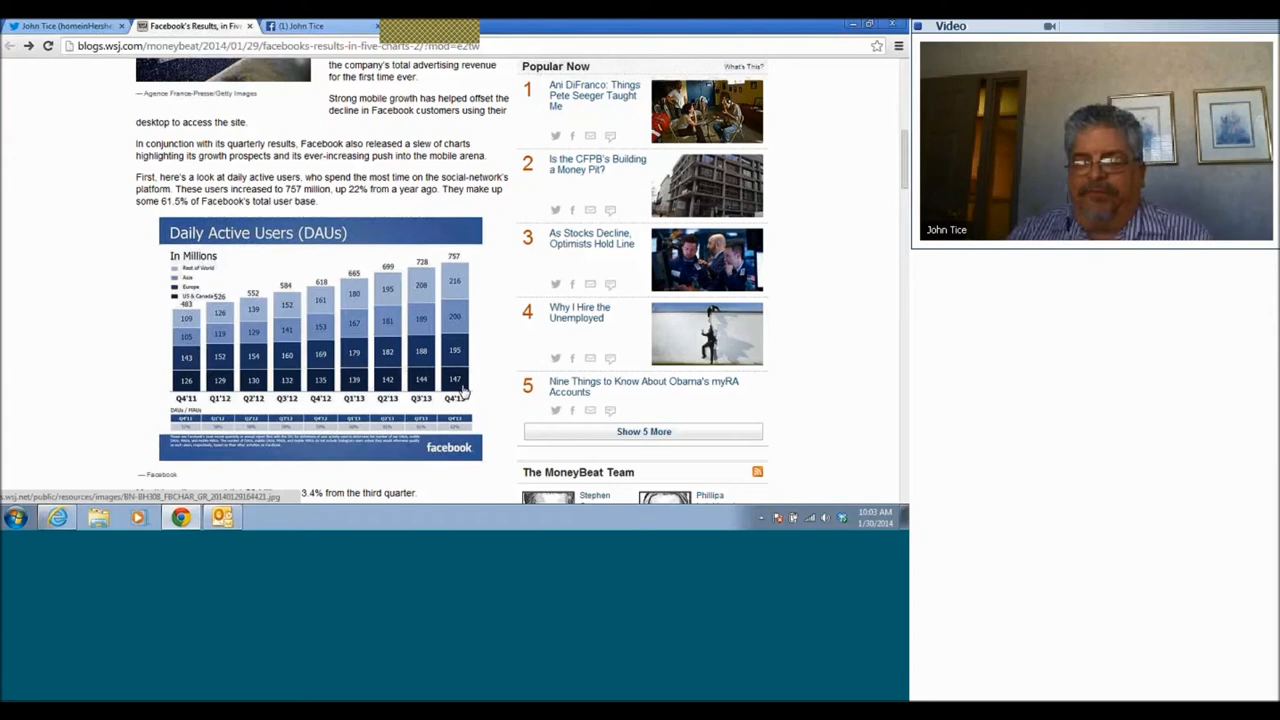 John Tice (homeinHershe
Facebook's Results, in Five
(1) John Tice
blogs.wsj.com/moneybeat/2014/01/29/facebooks-results-in-five-charts-2/?mod=e2tw
— Agence France-Presse/Getty Images
the company's total advertising revenue
for the first time ever.
Strong mobile growth has helped offset the
decline in Facebook customers using their
desktop to access the site.
In conjunction with its quarterly results, Facebook also released a slew of charts
highlighting its growth prospects and its ever-increasing push into the mobile arena.
First, here's a look at daily active users, who spend the most time on the social-network's
platform. These users increased to 757 million, up 22% from a year ago. They make up
some 61.5% of Facebook's total user base.
Daily Active Users (DAUs)
In Millions
Rest of World
Asia
Europe
US & Canada
483 526 552 584 618 665 699 728 757
109 126 139 152 161 180 195 208 216
105 119 129 141 153 167 181 189 200
143 152 154 160 169 179 182 188 195
126 129 130 132 135 139 142 144 147
Q4'11 Q1'12 Q2'12 Q3'12 Q4'12 Q1'13 Q2'13 Q3'13 Q4'13
DAUs / MAUs
facebook
— Facebook
3.4% from the third quarter.
s.wsj.net/public/resources/images/BN-BH308_FBCHAR_GR_20140129164421.jpg
Popular Now
What's This?
1
Ani DiFranco: Things
Pete Seeger Taught
Me
2
Is the CFPB's Building
a Money Pit?
3
As Stocks Decline,
Optimists Hold Line
4
Why I Hire the
Unemployed
5
Nine Things to Know About Obama's myRA
Accounts
Show 5 More
The MoneyBeat Team
Stephen
Phillipa
10:03 AM
1/30/2014
Video
John Tice